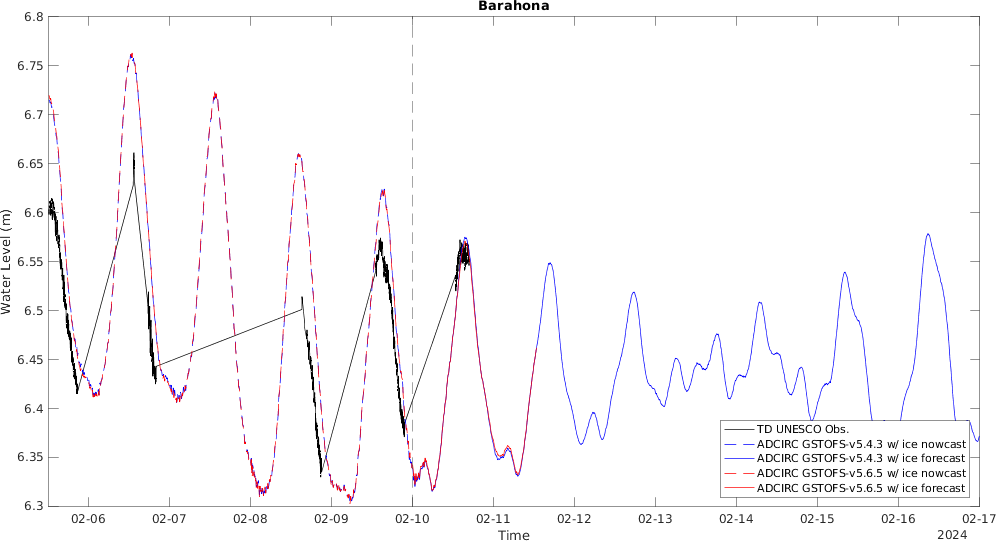 Barahona
6.8
6.75
6.7
6.65
6.6
6.55
6.5
6.45
6.4
6.35
6.3
Water Level (m)
TD UNESCO Obs.
ADCIRC GSTOFS-v5.4.3 w/ ice nowcast
ADCIRC GSTOFS-v5.4.3 w/ ice forecast
ADCIRC GSTOFS-v5.6.5 w/ ice nowcast
ADCIRC GSTOFS-v5.6.5 w/ ice forecast
02-06 02-07 02-08 02-09 02-10 02-11 02-12 02-13 02-14 02-15 02-16 02-17
Time
2024